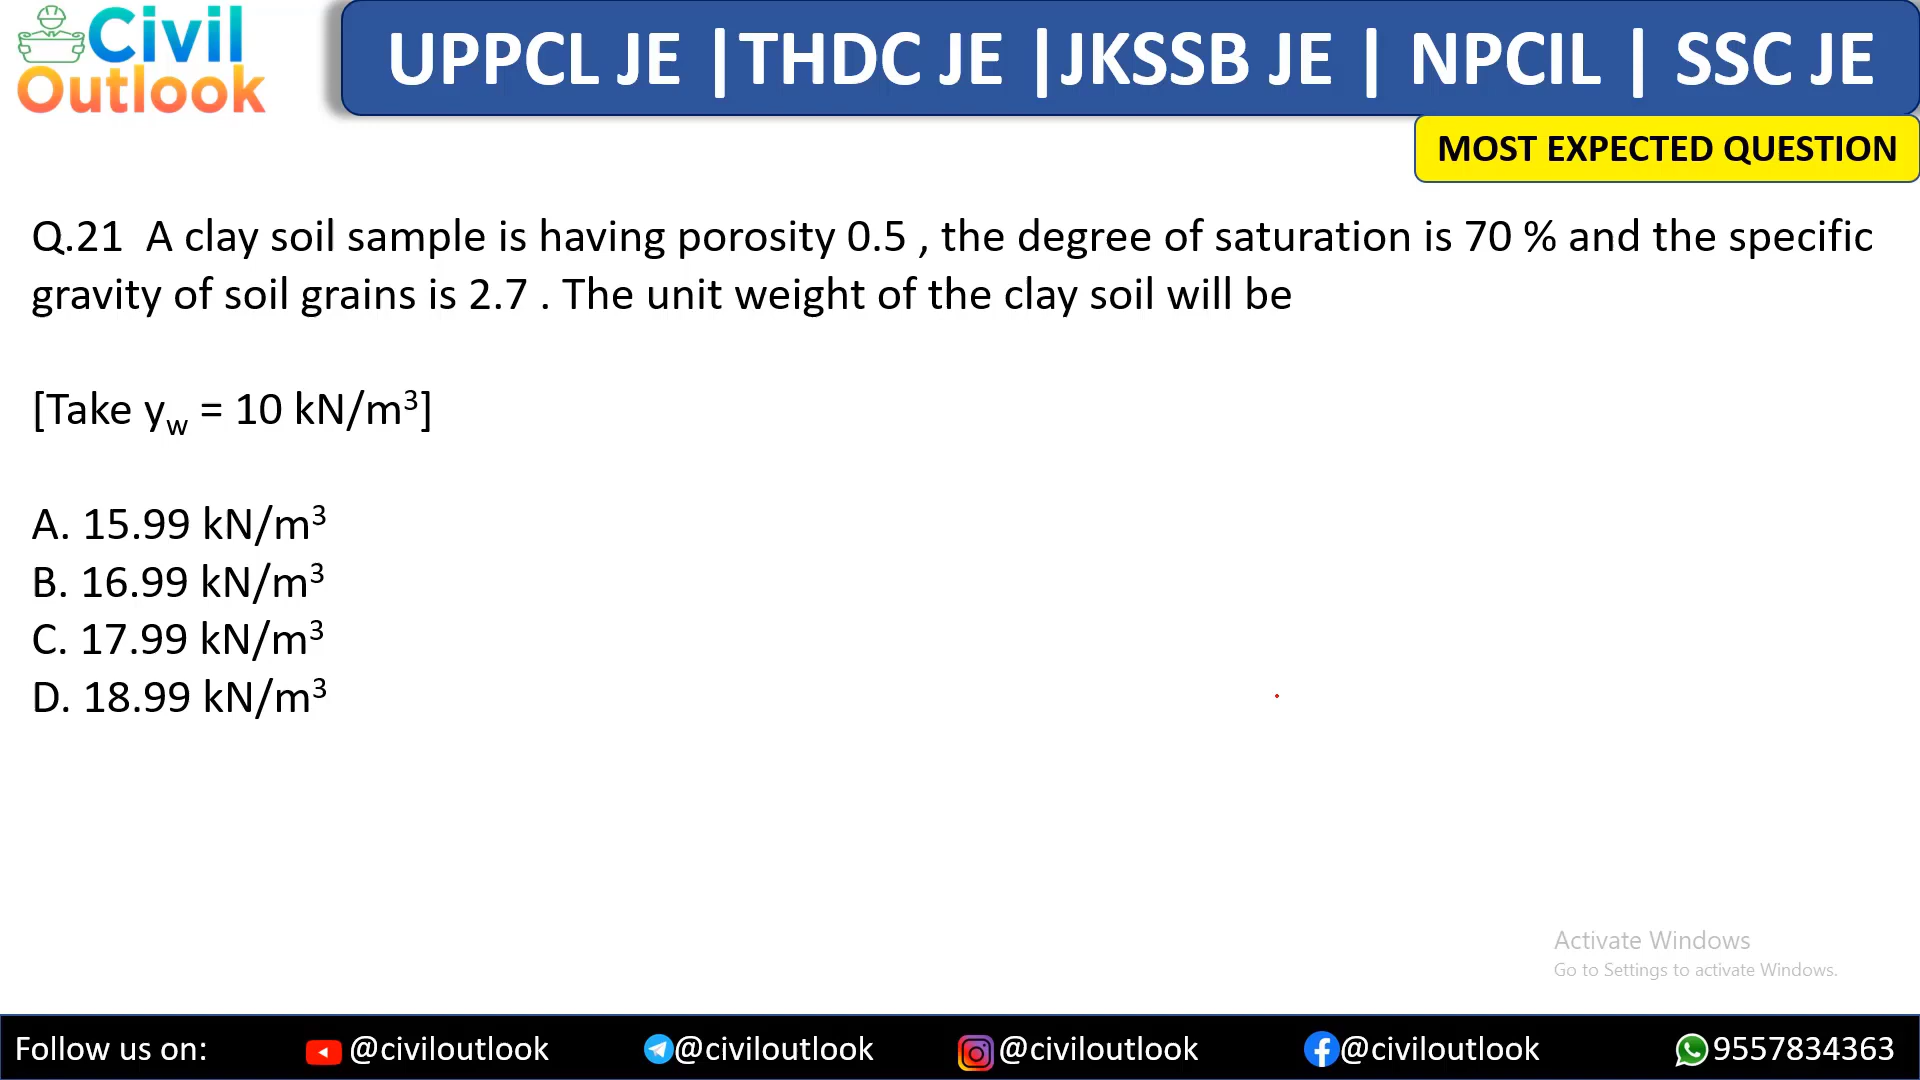 Civil
Outlook
UPPCL JE |THDC JE |JKSSB JE | NPCIL | SSC JE
MOST EXPECTED QUESTION
Q.21 A clay soil sample is having porosity 0.5 , the degree of saturation is 70 % and the specific
gravity of soil grains is 2.7 . The unit weight of the clay soil will be
[Take yw = 10 kN/m³]
A. 15.99 kN/m³
B. 16.99 kN/m³
C. 17.99 kN/m³
D. 18.99 kN/m³
Activate Windows
Go to Settings to activate Windows.
Follow us on: @civiloutlook @civiloutlook @civiloutlook @civiloutlook 9557834363